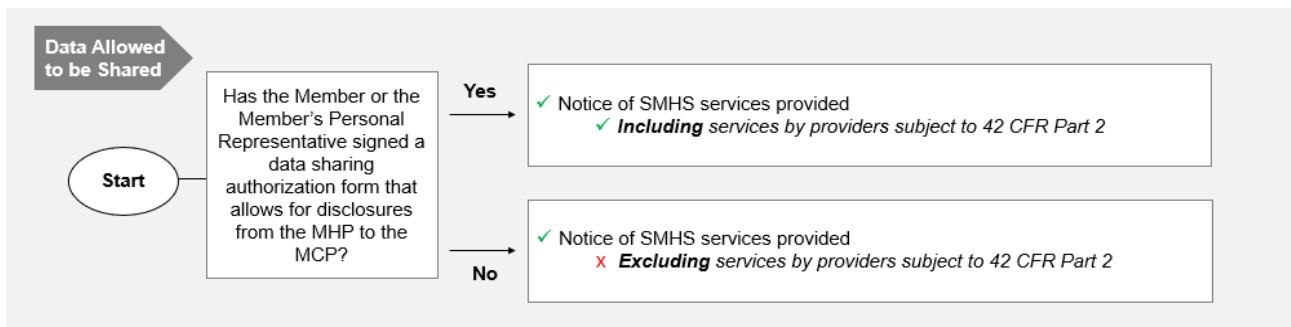 Data Allowed
to be Shared
Start
Has the Member or the
Member's Personal
Representative signed a
data sharing
authorization form that
allows for disclosures
from the MHP to the
MCP?
Yes
✓ Notice of SMHS services provided
✓ Including services by providers subject to 42 CFR Part 2
No
✓ Notice of SMHS services provided
x Excluding services by providers subject to 42 CFR Part 2